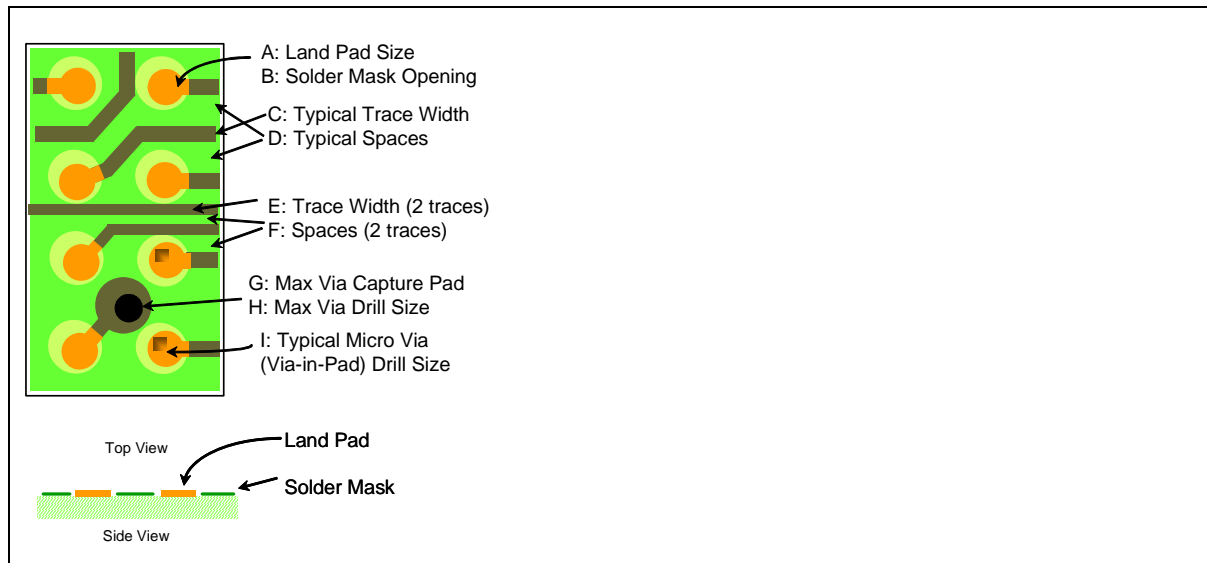 A: Land Pad Size
B: Solder Mask Opening
C: Typical Trace Width
D: Typical Spaces
E: Trace Width (2 traces)
F: Spaces (2 traces)
G: Max Via Capture Pad
H: Max Via Drill Size
I: Typical Micro Via
(Via-in-Pad) Drill Size
Top View
Land Pad
Solder Mask
Side View